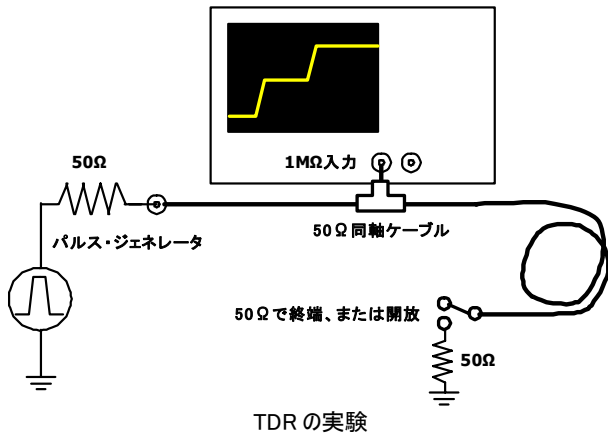 1MΩ入力
50Ω
パルス・ジェネレータ
50Ω同軸ケーブル
50Ωで終端、または開放
50Ω
TDRの実験